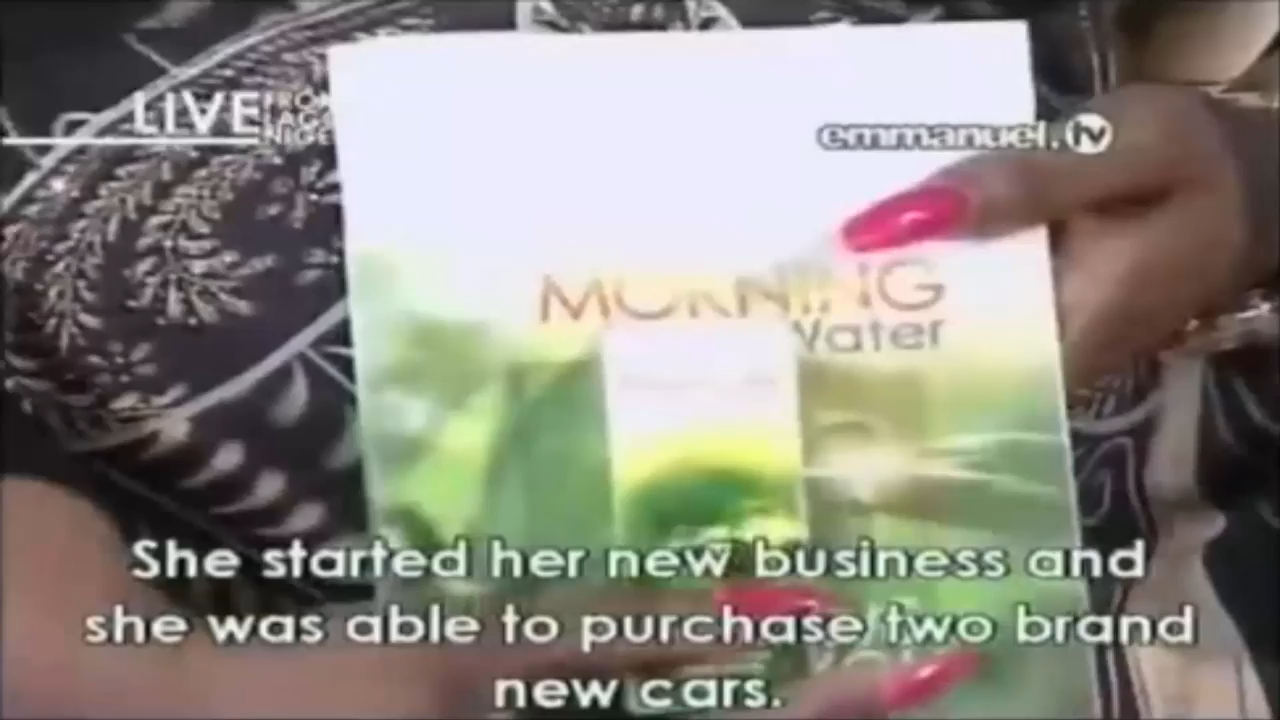 LIVE
emmanuel.tv
MORNING
Water
She started her new business and
she was able to purchase two brand
new cars.